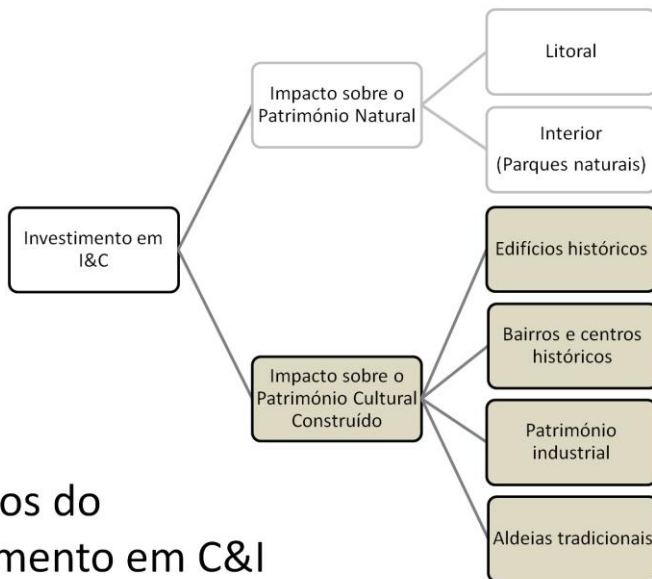 Litoral
Impacto sobre o
Património Natural
Interior
(Parques naturais)
Investimento em
I&C
Edifícios históricos
Bairros e centros
históricos
Impacto sobre o
Património Cultural
Construído
Património
industrial
Aldeias tradicionais
os do
mento em C&I